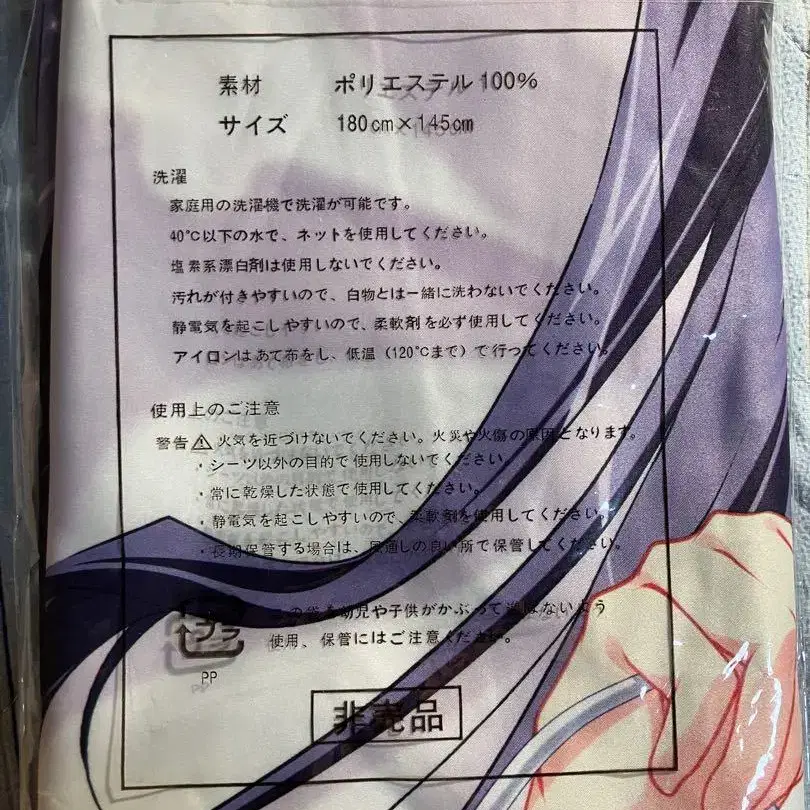 素材 ポリエステル 100%
サイズ 180cm×145cm
洗濯
家庭用の洗濯機で洗濯が可能です。
40℃以下の水で、ネットを使用してください。
塩素系漂白剤は使用しないでください。
汚れが付きやすいので、白物とは一緒に洗わないでください。
静電気を起こしやすいので、柔軟剤を必ず使用してください。
アイロンはあて布をし、低温（120℃まで）で行ってください。
使用上のご注意
警告⚠火気を近づけないでください。火災や火傷の原因となります。
・シーツ以外の目的で使用しないでください。
・常に乾燥した状態で使用してください。
・静電気を起こしやすいので、柔軟剤を使用してください。
・長期保管する場合は、風通しの良い所で保管してください。
この袋を幼児や子供がかぶって遊ばないよう
使用、保管にはご注意ください。
プラ
PP
非売品